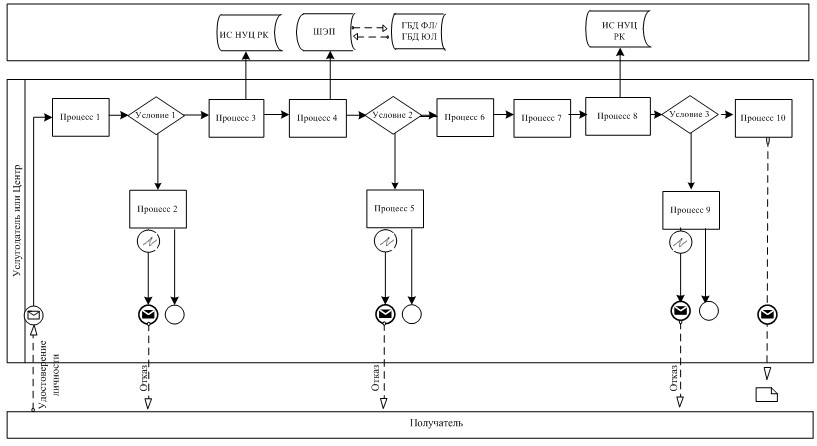 ИС НУЦ РК
ШЭП
ГБД ФЛ/
ГБД ЮЛ
ИС НУЦ
РК
Услугодатель или Центр
Процесс 1
Условие 1
Процесс 3
Процесс 4
Условие 2
Процесс 6
Процесс 7
Процесс 8
Условие 3
Процесс 10
Процесс 2
Процесс 5
Процесс 9
Удостоверение
личности
Отказ
Отказ
Отказ
Получатель